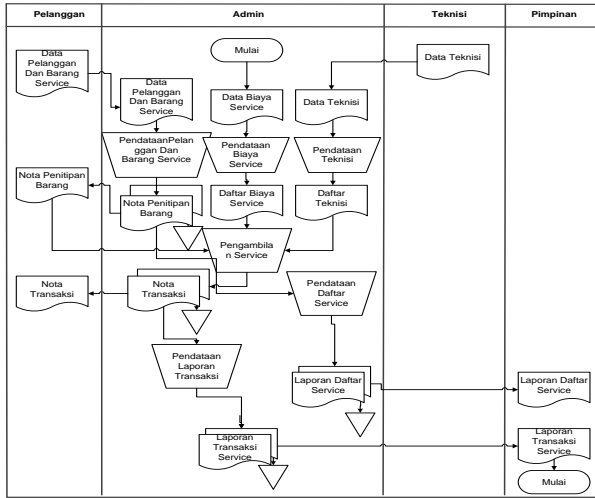 Pelanggan
Admin
Teknisi
Pimpinan
Data
Pelanggan
Dan Barang
Service
Mulai
Data Teknisi
Data
Pelanggan
Dan Barang
Service
Data Biaya
Service
Data Teknisi
PendataanPelan
ggan Dan
Barang Service
Pendataan
Biaya
Service
Pendataan
Teknisi
Nota Penitipan
Barang
Nota Penitipan
Barang
Daftar Biaya
Service
Daftar
Teknisi
Pengambila
n Service
Nota
Transaksi
Nota
Transaksi
Pendataan
Daftar
Service
Pendataan
Laporan
Transaksi
Laporan Daftar
Service
Laporan Daftar
Service
Laporan
Transaksi
Service
Laporan
Transaksi
Service
Mulai